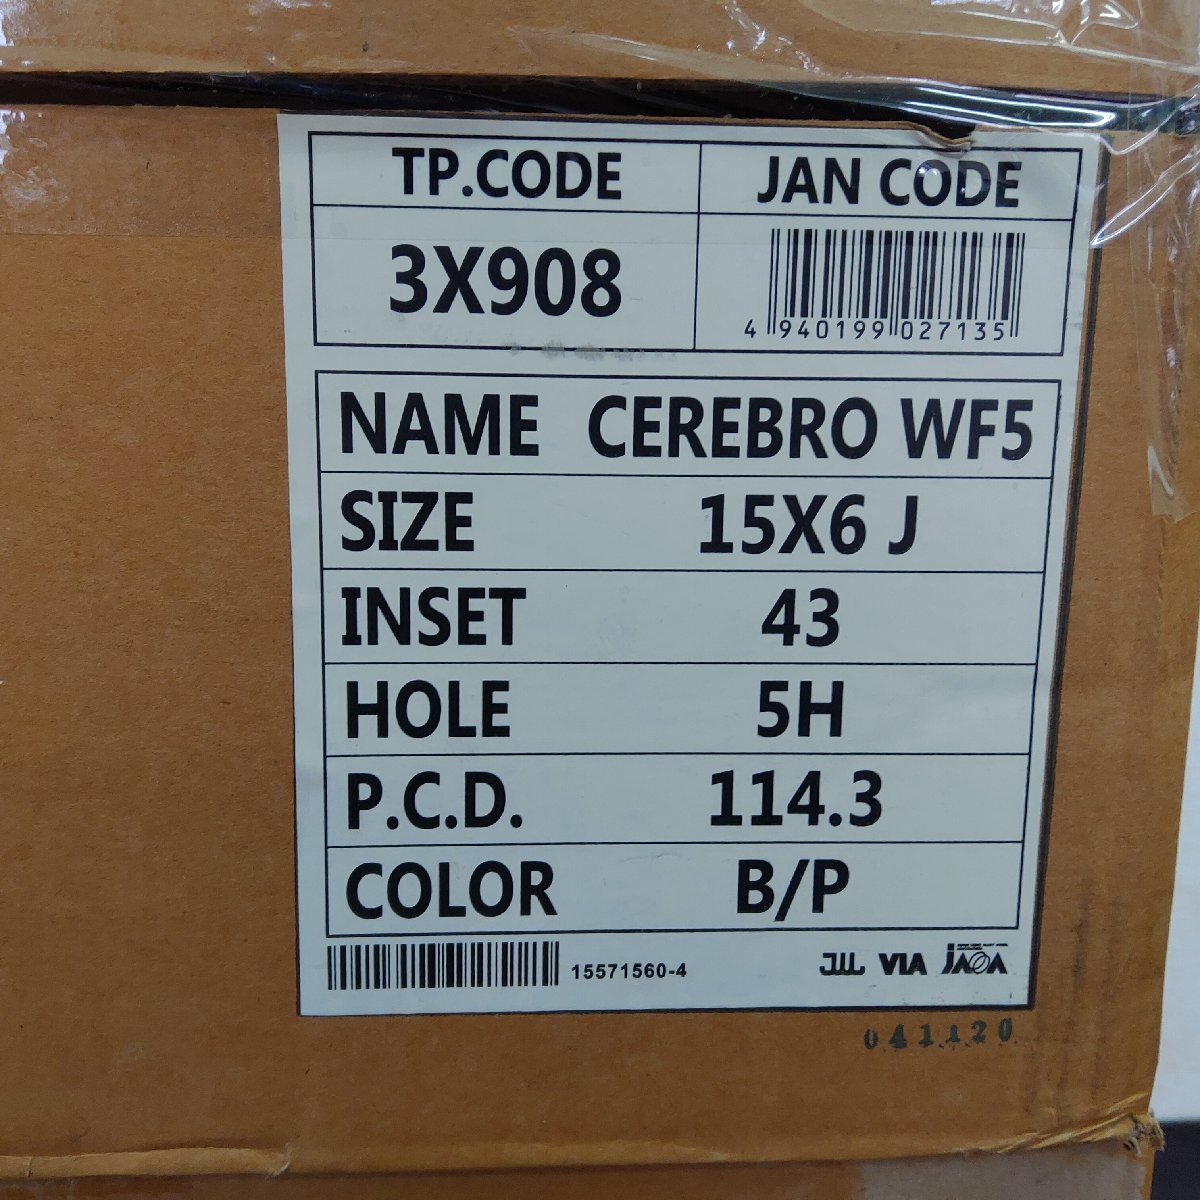 TP.CODE JAN CODE
3X908
4 940199 027135
NAME CEREBRO WF5
SIZE 15X6 J
INSET 43
HOLE 5H
P.C.D. 114.3
COLOR B/P
15571560-4 JWL VIA JAWA
041120